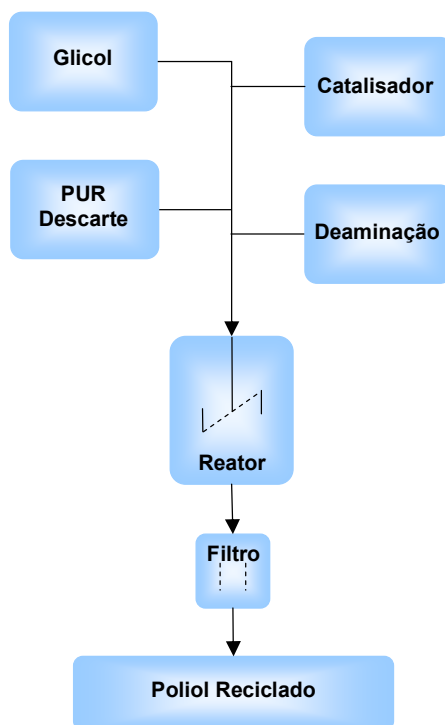 Glicol
Catalisador
PUR
Descarte
Deaminação
Reator
Filtro
Poliol Reciclado